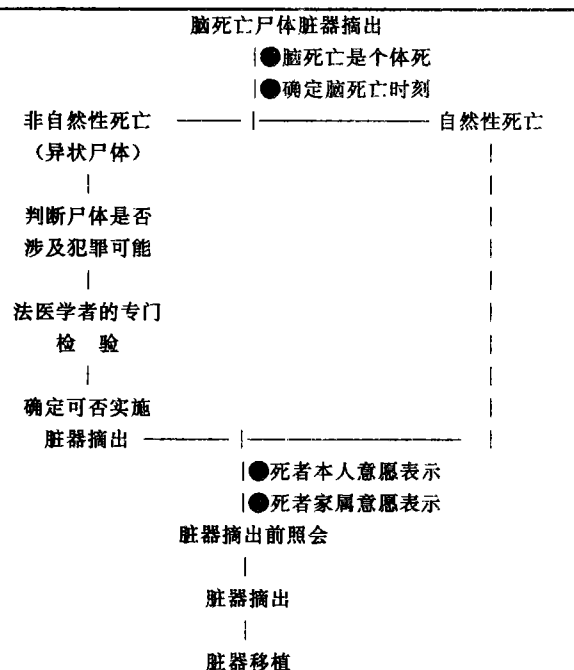 脑死亡尸体脏器摘出
●脑死亡是个体死
●确定脑死亡时刻
非自然性死亡 自然性死亡
（异状尸体）
判断尸体是否
涉及犯罪可能
法医学者的专门
检 验
确定可否实施
脏器摘出
●死者本人意愿表示
●死者家属意愿表示
脏器摘出前照会
脏器摘出
脏器移植